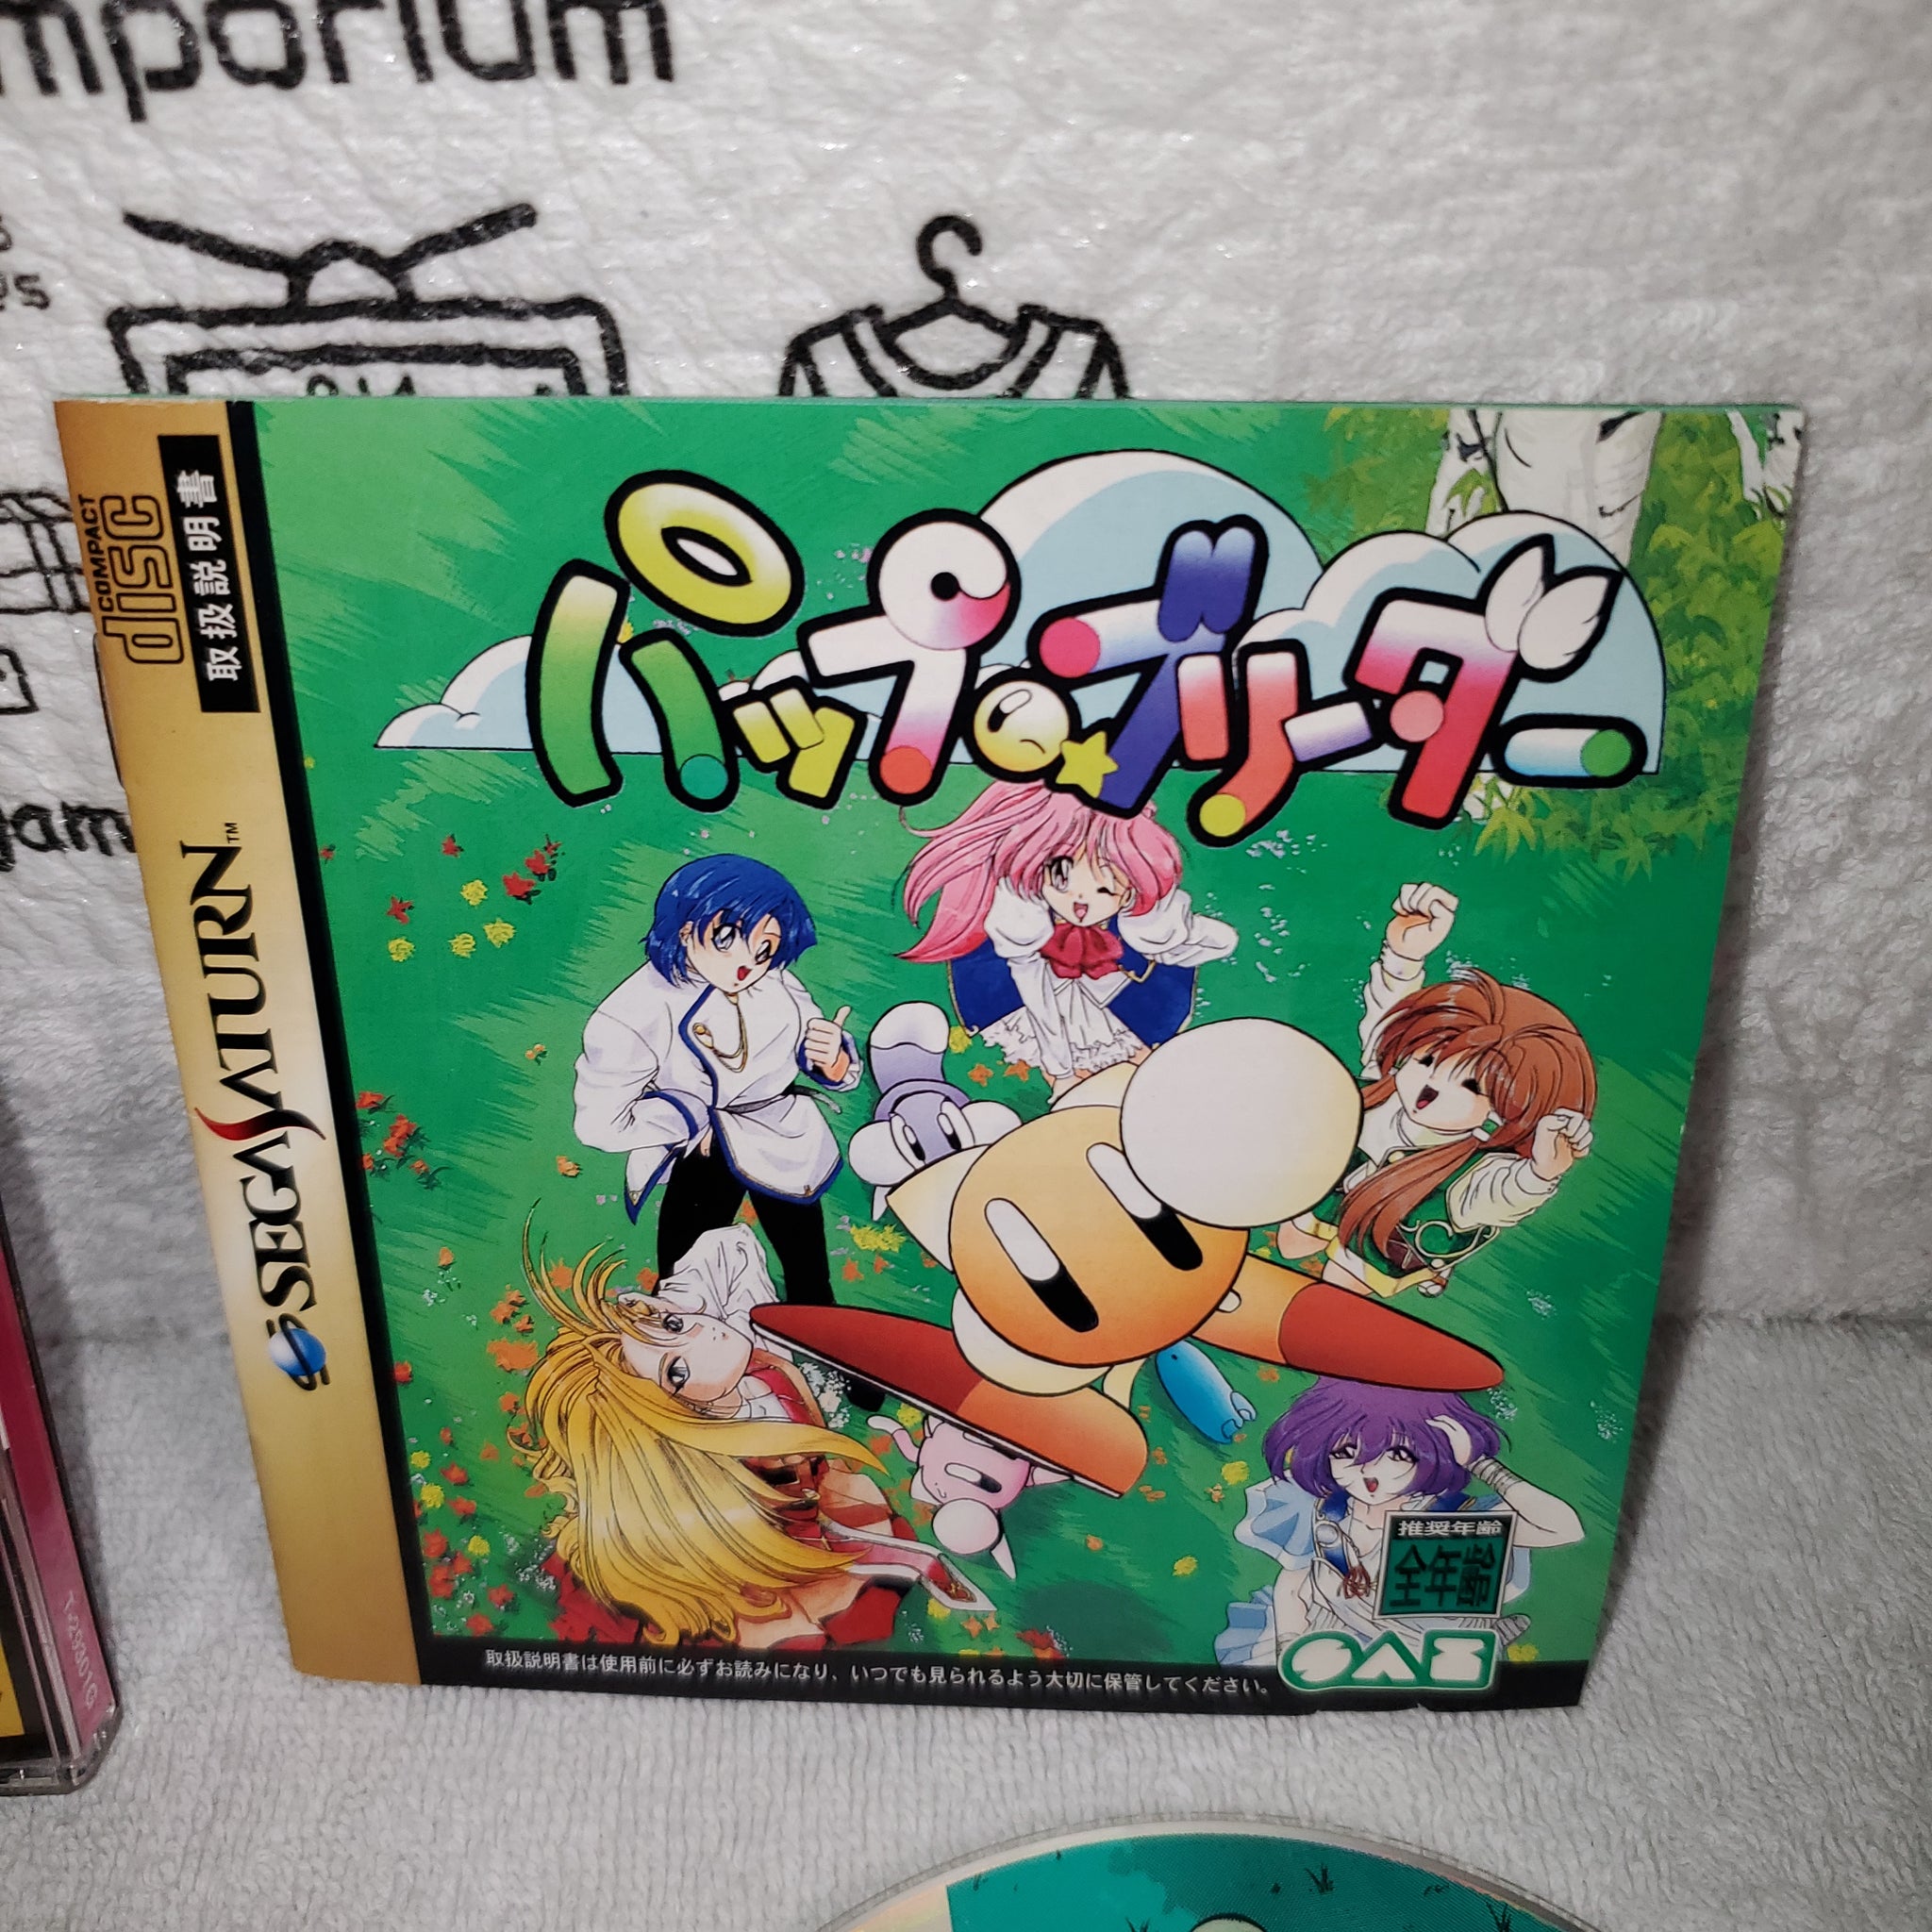 mporium
es
jam
COMPACT
disc
取扱説明書
SEGA SATURN™
パップ
ブリーダー
推奨年齢
全年齢
取扱説明書は使用前に必ずお読みになり、いつでも見られるよう大切に保管してください。